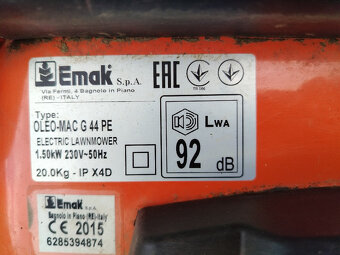 Emak S.p.A.
Via Fermi, 4 Bagnolo in Piano
(RE) - ITALY
EAC
Type:
OLEO-MAC G 44 PE
ELECTRIC LAWNMOWER
1.50kW 230V~50Hz
20.0Kg - IP X4D
LWA
92
dB
Emak S.p.A.
Bagnolo in Piano (RE)-Italy
CE 2015
6285394874